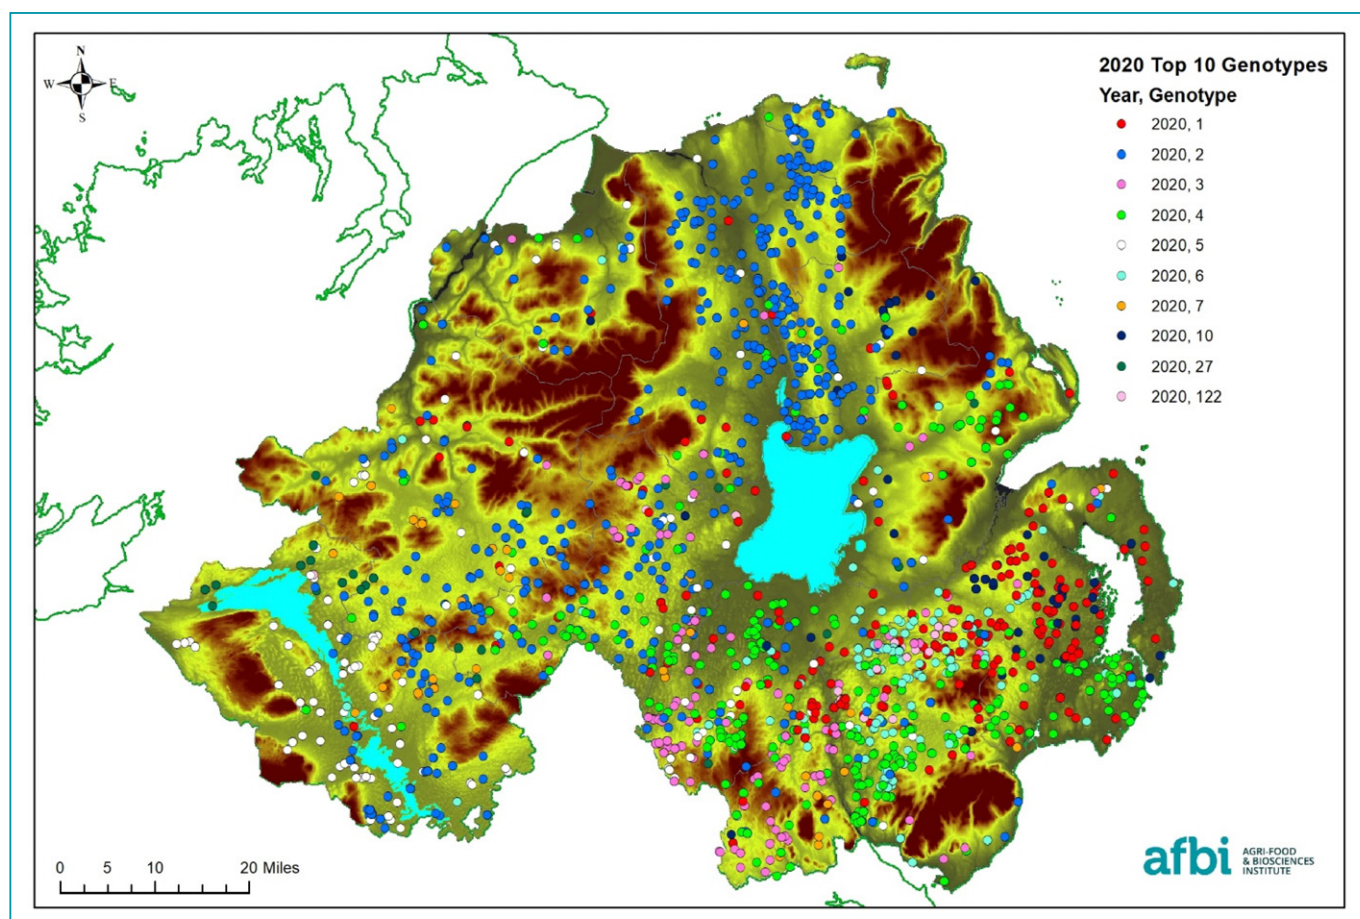 N
W E
S
2020 Top 10 Genotypes
Year, Genotype
2020, 1
2020, 2
2020, 3
2020, 4
2020, 5
2020, 6
2020, 7
2020, 10
2020, 27
2020, 122
0 5 10 20 Miles
afbi
AGRI-FOOD
& BIOSCIENCES
INSTITUTE